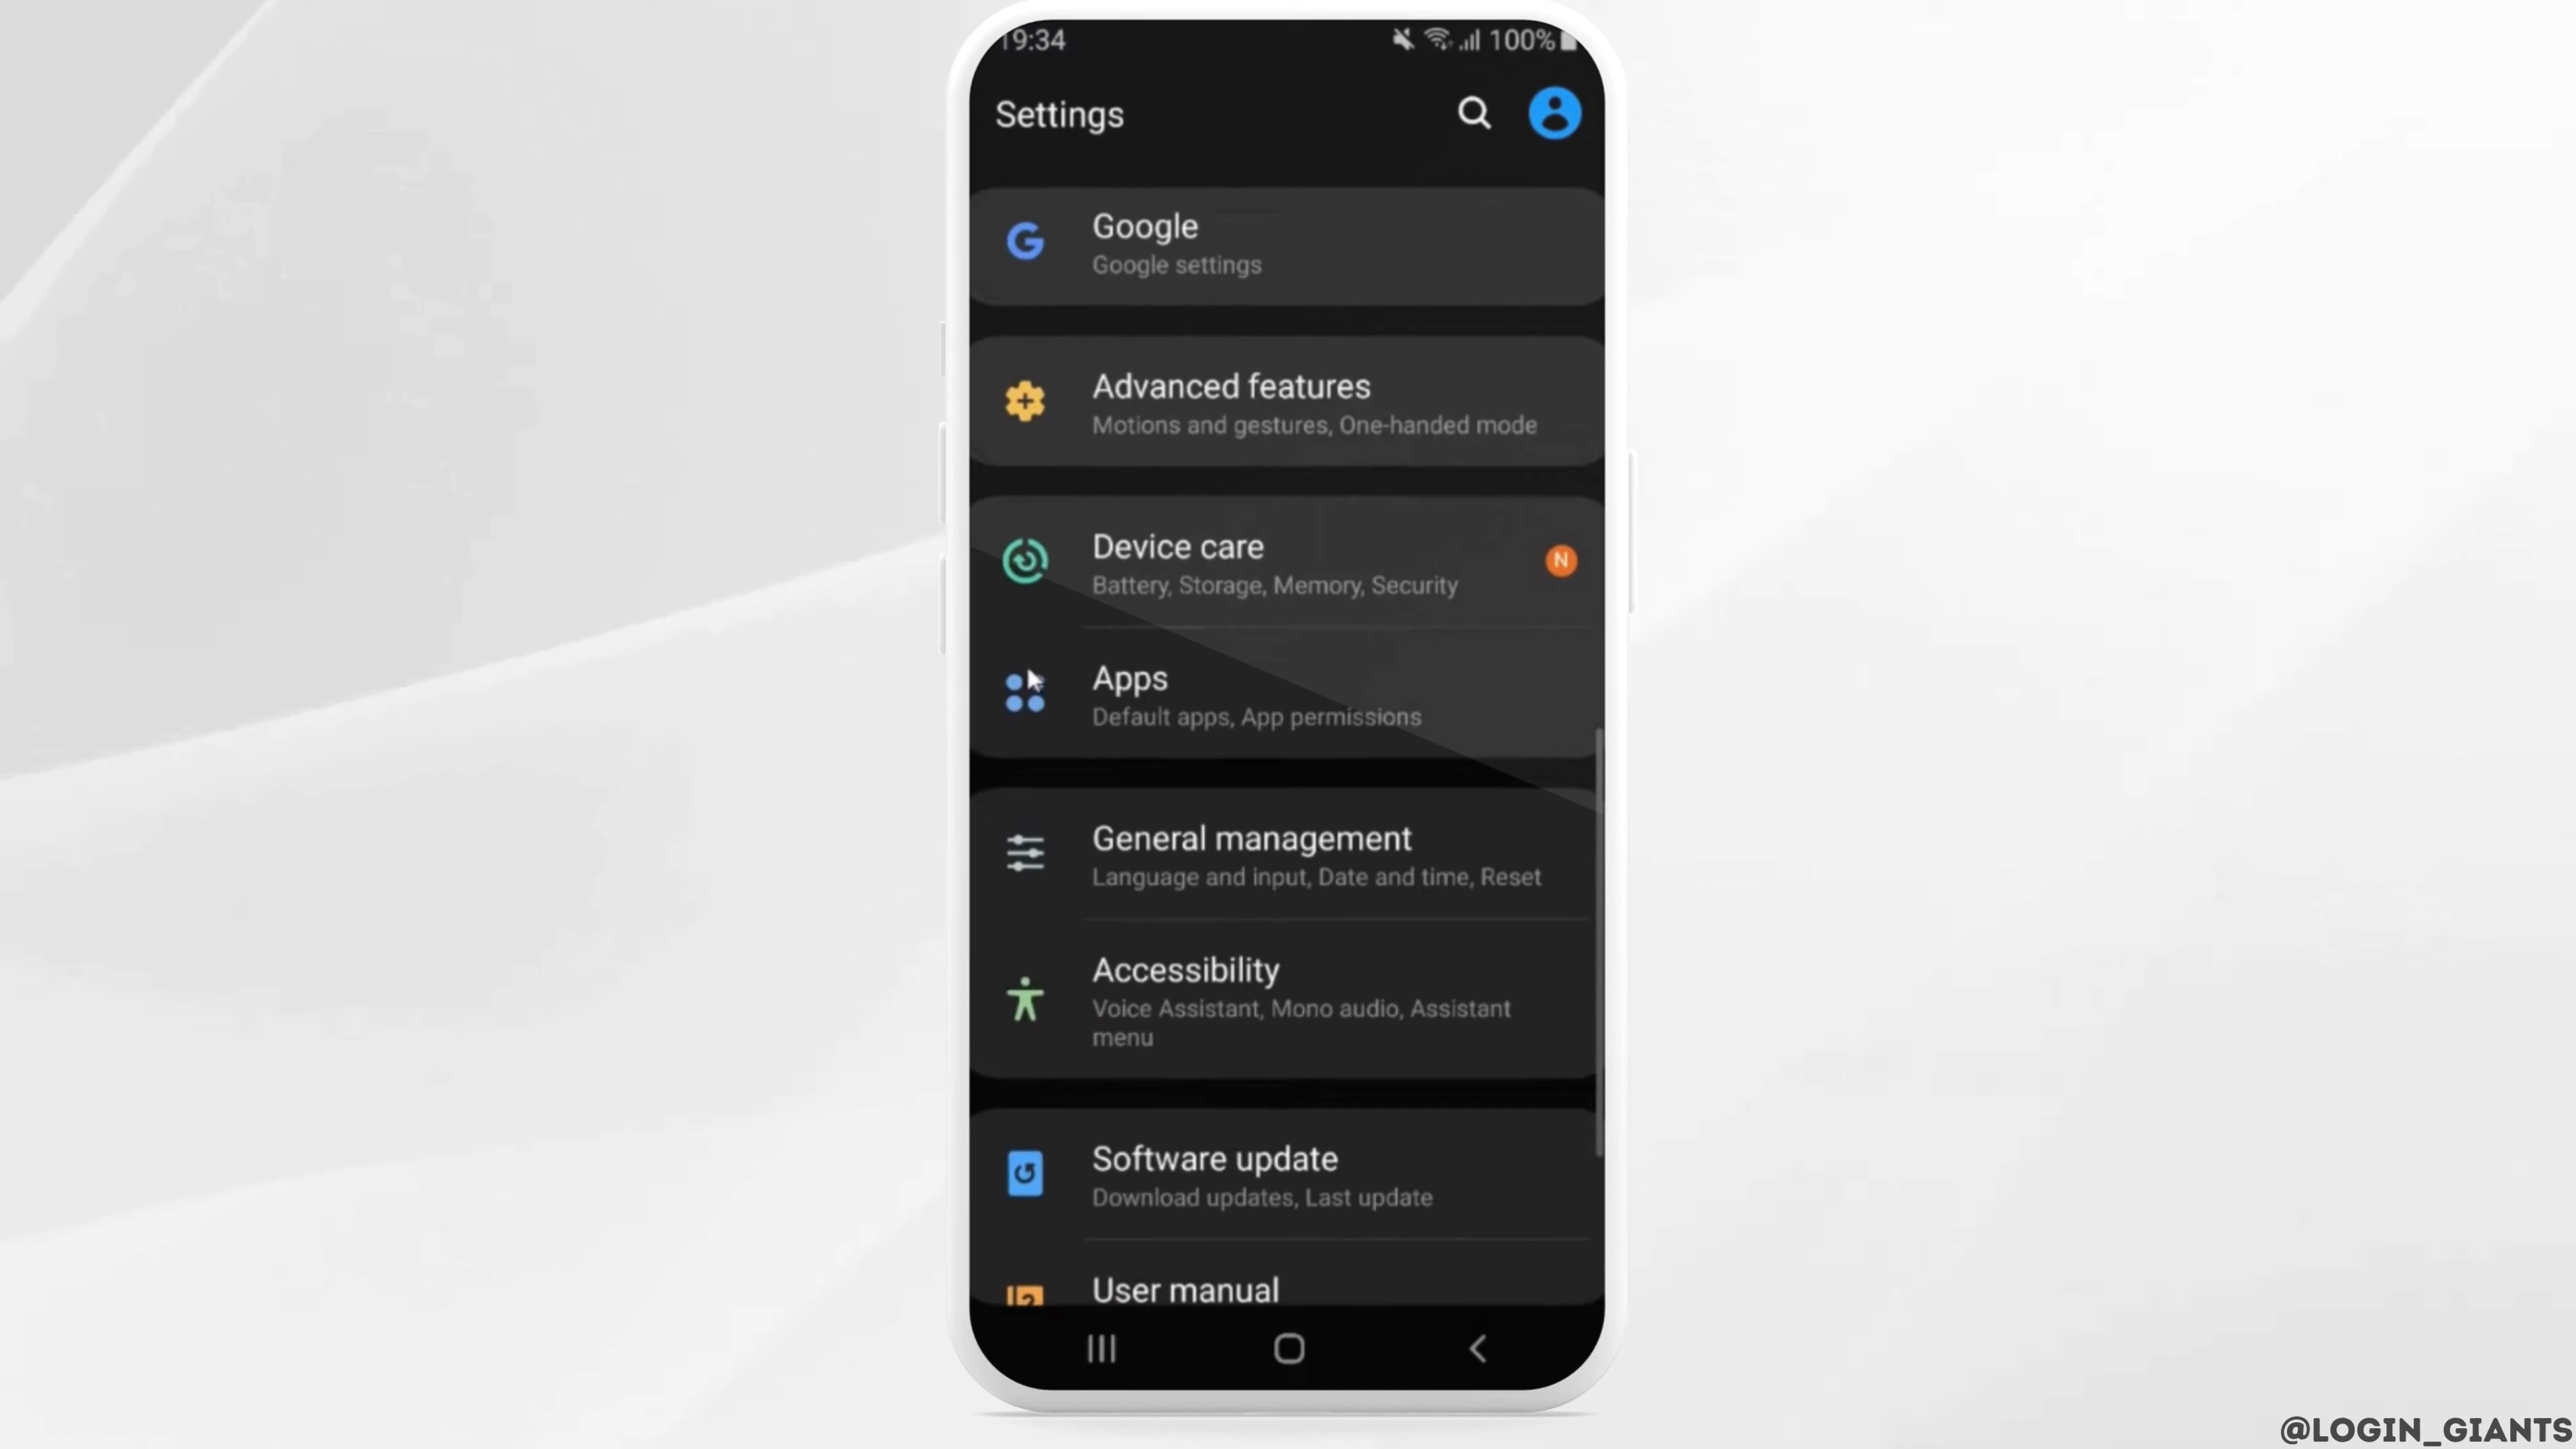 19:34
100%
Settings
Google
Google settings
Advanced features
Motions and gestures, One-handed mode
Device care
Battery, Storage, Memory, Security
N
Apps
Default apps, App permissions
General management
Language and input, Date and time, Reset
Accessibility
Voice Assistant, Mono audio, Assistant
menu
Software update
Download updates, Last update
User manual
@LOGIN_GIANTS